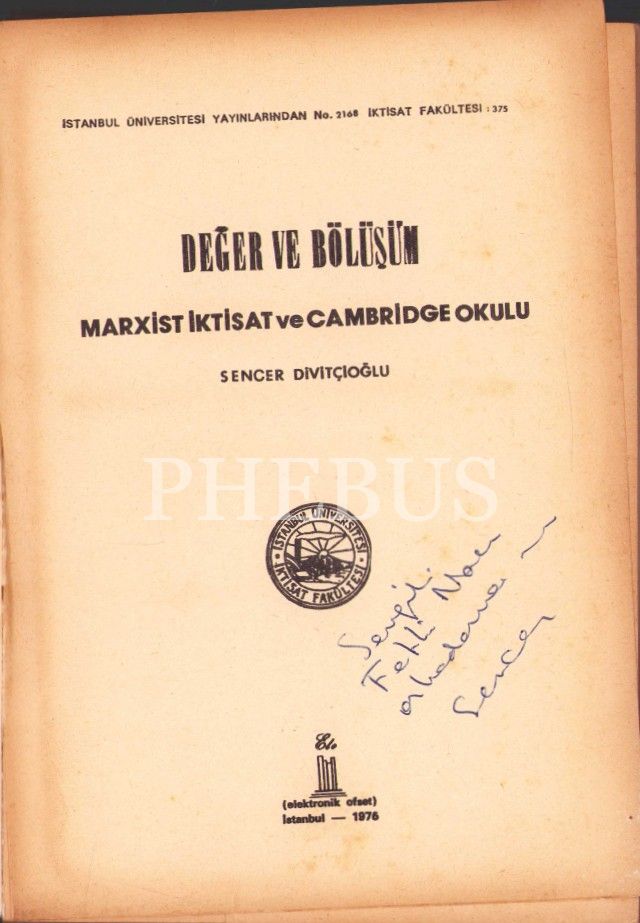 İSTANBUL ÜNİVERSİTESİ YAYINLARINDAN No. 2168 İKTİSAT FAKÜLTESİ : 375
DEĞER VE BÖLÜŞÜM
MARXİST İKTİSAT ve CAMBRİDGE OKULU
SENCER DİVİTÇİOĞLU
PHEBUS
İSTANBUL ÜNİVERSİTESİ
İKTİSAT FAKÜLTESİ
Sevgili
Fethi Naci
arkadaşıma
Sencer
(elektronik ofset)
İstanbul — 1976